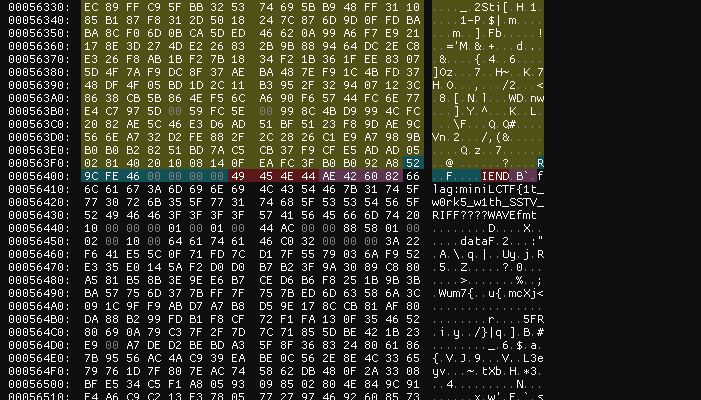 00056330: EC 89 FF C9 5F BB 32 53 74 69 5B B9 48 FF 31 10 ...._.2Sti[.H.1.
00056340: 85 B1 87 F8 31 2D 50 18 24 7C 87 6D 9D 0F FD BA ....1-P.$|.m....
00056350: 8A 8C F0 6D 0B CA 5D ED 46 62 0A 99 A6 F7 E9 21 ...m..].Fb.....!
00056360: 17 8E 3D 27 4D EC 26 B3 2B 9B 88 94 64 DC 2E C8 ..='M.&.+...d...
00056370: E3 26 F8 AB 1B F2 7B 18 34 F2 1B 36 1F EE 83 07 .&....{.4..6....
00056380: 5D 4F 7A F9 DC 8F 37 AE BA 48 7E F9 1C 4B FD 37 ]Oz...7..H~..K.7
00056390: 48 DF 4F 05 BD 1D 2C 11 B3 95 2F 32 94 07 12 3C H.O...,.../2...<
000563A0: 86 38 CB 5B 86 4E F5 6C A6 90 F6 57 44 FC 6E 77 .8.[.N.l...WD.nw
000563B0: E4 C7 97 5D 00 59 FC 5E 00 99 8C 4B D9 99 4C FC ...].Y.^...K..L.
000563C0: 20 82 AE 5C 46 E3 D6 AD 51 BF 51 23 F8 9D AE 9C  ..\F...Q.Q#....
000563D0: 56 6E A7 32 D2 FE 88 2F 2C 28 26 C1 E9 A7 98 9B Vn.2.../,(&.....
000563E0: B0 B0 B2 82 51 BD 7A C5 CB 37 F9 CF E5 AD AD 05 ....Q.z..7......
000563F0: 02 81 40 20 10 08 14 0F EA FC 3F B0 B0 92 A8 52 ..@ ......?....R
00056400: 9C FE 46 00 00 00 00 49 45 4E 44 AE 42 60 82 66 ..F....IEND.B`.f
00056410: 6C 61 67 3A 6D 69 6E 69 4C 43 54 46 7B 31 74 5F lag:miniLCTF{1t_
00056420: 77 30 72 6B 35 5F 77 31 74 68 5F 53 53 54 56 5F w0rk5_w1th_SSTV_
00056430: 52 49 46 46 3F 3F 3F 3F 57 41 56 45 66 6D 74 20 RIFF????WAVEfmt
00056440: 10 00 00 00 01 00 01 00 44 AC 00 00 88 58 01 00 ........D....X..
00056450: 02 00 10 00 64 61 74 61 46 C0 32 00 00 00 3A 22 ....dataF.2...:"
00056460: F6 41 E5 5C 0F 71 FD 7C D1 7F 55 79 03 6A F9 52 .A.\.q.|..Uy.j.R
00056470: E3 35 E0 14 5A F2 D0 D0 B7 B2 3F 9A 30 89 C8 80 .5..Z.....?.0...
00056480: A5 81 B5 8B 3E 9E E6 B7 CE D6 B6 F8 25 1B 9B 3B ....>.......%..;
00056490: BA 57 75 6D 37 7B FF 7F 75 7B ED 6D 63 58 6A 3C .Wum7{..u{.mcXj<
000564A0: 09 1C 9F F9 AB D7 A7 B8 D5 9E 17 8C CB 81 AF 80 ................
000564B0: DA 88 B2 99 FD B1 F8 CF 72 F1 FA 13 0F 35 46 52 ........r....5FR
000564C0: 80 69 0A 79 C3 7F 2F 7D 7C 71 85 5D BE 42 1B 23 .i.y../}|q.].B.#
000564D0: E9 00 A7 DE D2 BE BD A3 5F 8F 36 83 24 80 61 86 ........_.6.$.a.
000564E0: 7B 95 56 AC 4A C9 39 EA BE 0C 56 2E 8E 4C 33 65 {.V.J.9...V..L3e
000564F0: 79 76 1D 7F 80 7E AC 74 58 62 DB 48 0F 2A 33 08 yv...~.tXb.H.*3.
00056500: BF E5 34 C5 F1 A8 05 93 09 85 02 80 4E 84 9C 91 ..4.........N...
00056510: F4 A6 C9 C2 13 E3 78 05 77 27 97 46 92 60 85 73